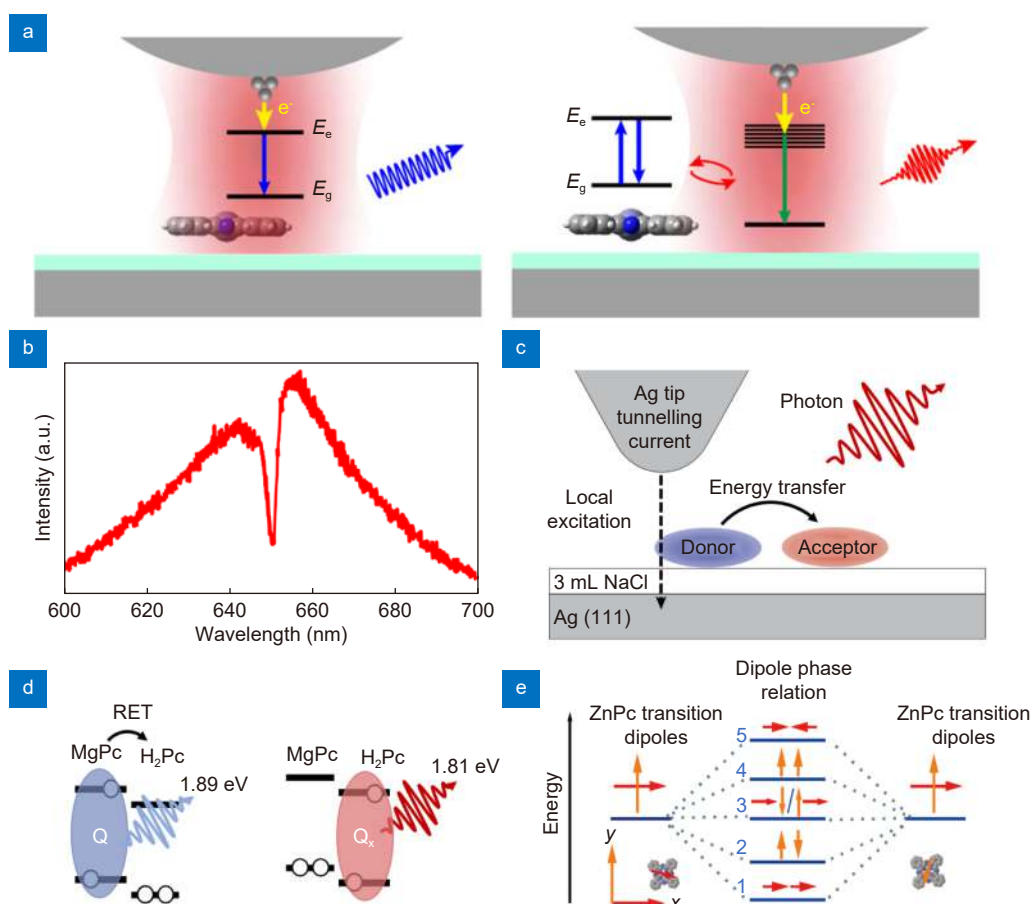 a
e⁻
Eₑ
E_g
e⁻
Eₑ
E_g
b
Intensity (a.u.)
600 620 640 660 680 700
Wavelength (nm)
c
Ag tip
tunnelling
current
Photon
Local
excitation
Energy transfer
Donor
Acceptor
3 mL NaCl
Ag (111)
d
RET
MgPc
H₂Pc
1.89 eV
Q
MgPc
H₂Pc
1.81 eV
Qₓ
e
Dipole phase
relation
ZnPc transition
dipoles
ZnPc transition
dipoles
Energy
5
4
3
/
2
1
y
x